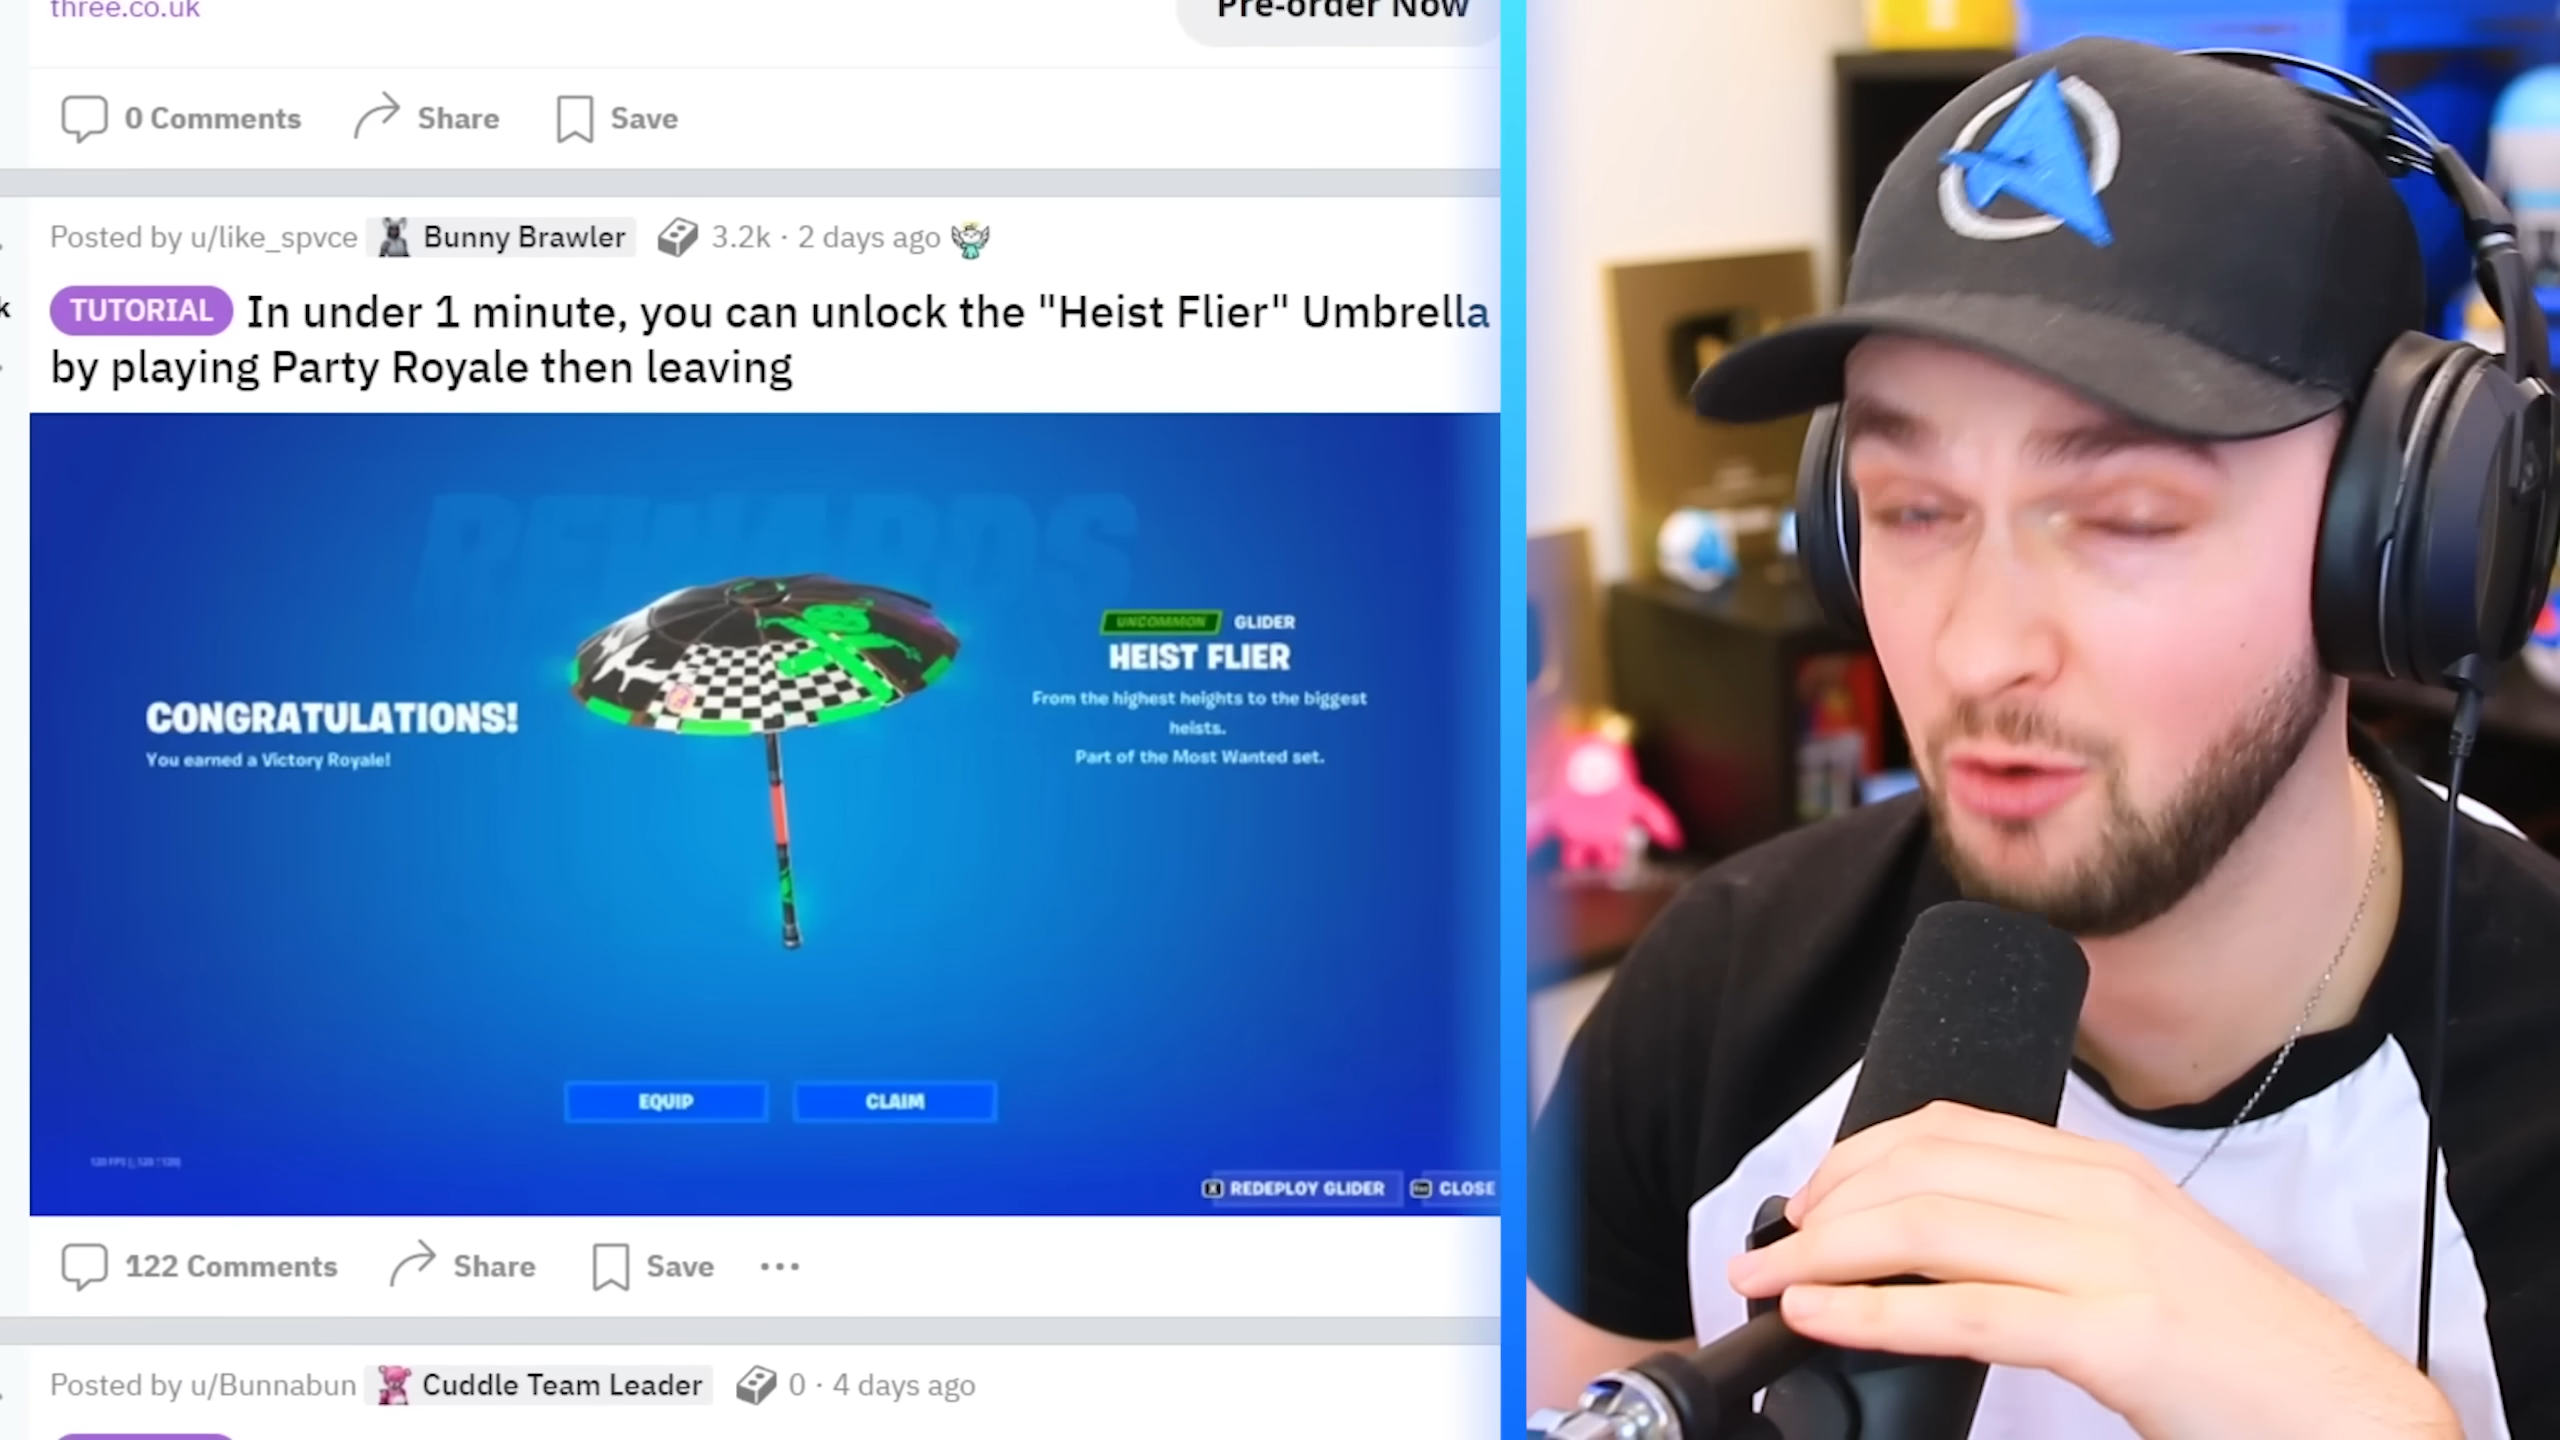 three.co.uk
Pre-order Now
0 Comments Share Save
Posted by u/like_spvce Bunny Brawler 3.2k · 2 days ago
k
TUTORIAL In under 1 minute, you can unlock the "Heist Flier" Umbrella
by playing Party Royale then leaving
REWARDS
UNCOMMON GLIDER
HEIST FLIER
From the highest heights to the biggest
heists.
Part of the Most Wanted set.
CONGRATULATIONS!
You earned a Victory Royale!
EQUIP CLAIM
REDEPLOY GLIDER CLOSE
122 Comments Share Save
Posted by u/Bunnabun Cuddle Team Leader 0 · 4 days ago